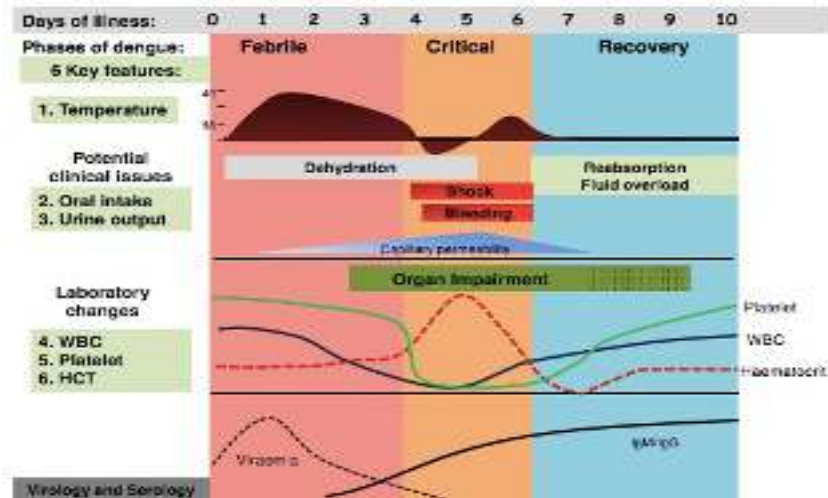 Days of illness: 0 1 2 3 4 5 6 7 8 9 10
Phases of dengue: Febrile Critical Recovery
6 Key features:
40
1. Temperature
Potential
clinical issues
Dehydration
Reabsorption
Fluid overload
2. Oral intake
3. Urine output
Shock
Bleeding
Capillary permeability
Organ Impairment
Laboratory
changes
Platelet
4. WBC
WBC
5. Platelet
6. HCT
Haematocrit
Viraemia
IgM/IgG
Virology and Serology